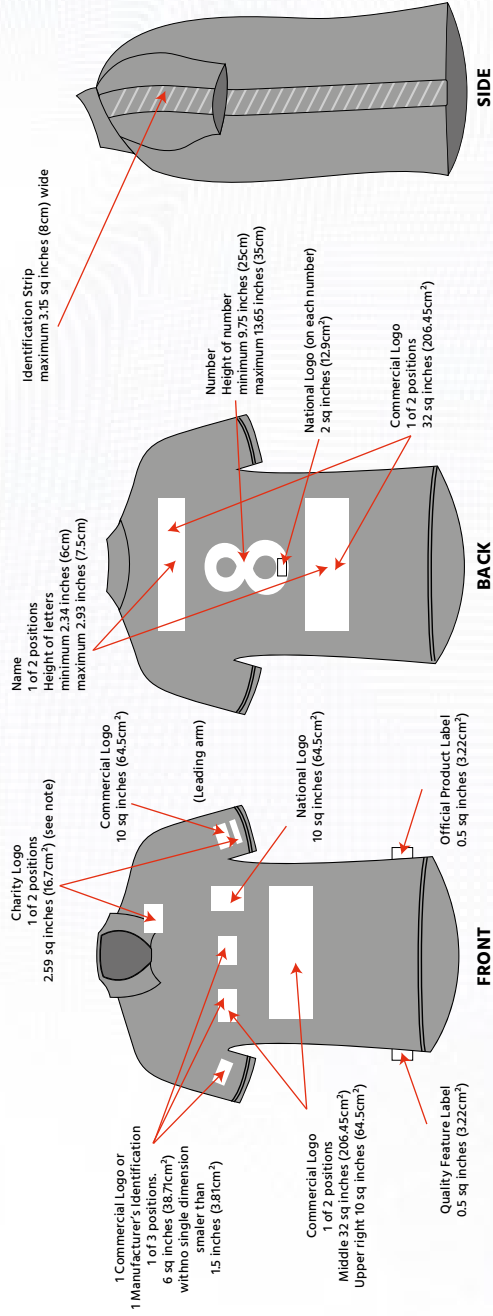 1 Commercial Logo or
1 Manufacturer's Identification
1 of 3 positions.
6 sq inches (38.71cm²)
withno single dimension
smaler than
1.5 inches (3.81cm)
Charity Logo
1 of 2 positions
2.59 sq inches (16.7cm²) (see note)
Commercial Logo
10 sq inches (64.5cm²)
(Leading arm)
National Logo
10 sq inches (64.5cm²)
Commercial Logo
1 of 2 positions
Middle 32 sq inches (206.45cm²)
Upper right 10 sq inches (64.5cm²)
Quality Feature Label
0.5 sq inches (3.22cm²)
Official Product Label
0.5 sq inches (3.22cm²)
FRONT
Name
1 of 2 positions
Height of letters
minimum 2.34 inches (6cm)
maximum 2.93 inches (7.5cm)
8
Number
Height of number
minimum 9.75 inches (25cm)
maximum 13.65 inches (35cm)
National Logo (on each number)
2 sq inches (12.9cm²)
Commercial Logo
1 of 2 positions
32 sq inches (206.45cm²)
BACK
Identification Strip
maximum 3.15 sq inches (8cm) wide
SIDE